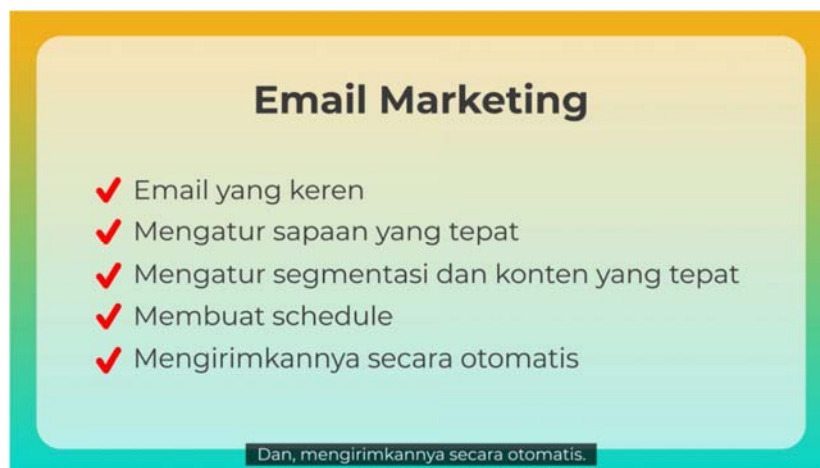 Email Marketing
Email yang keren
Mengatur sapaan yang tepat
Mengatur segmentasi dan konten yang tepat
Membuat schedule
Mengirimkannya secara otomatis
Dan, mengirimkannya secara otomatis.